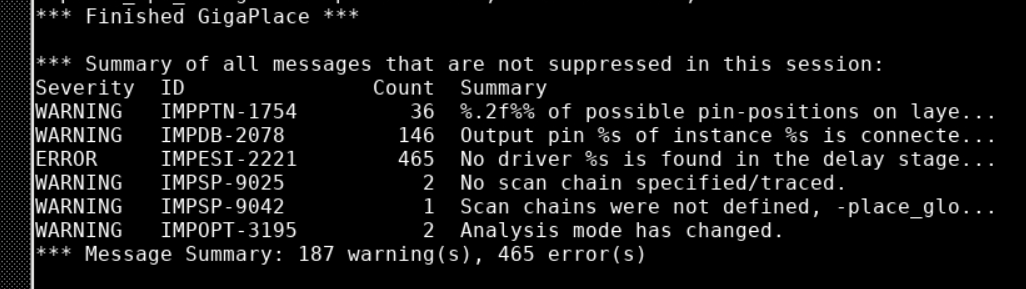 *** Finished GigaPlace ***
*** Summary of all messages that are not suppressed in this session:
Severity  ID               Count  Summary
WARNING   IMPPTN-1754         36  %.2f%% of possible pin-positions on laye...
WARNING   IMPDB-2078         146  Output pin %s of instance %s is connecte...
ERROR     IMPESI-2221        465  No driver %s is found in the delay stage...
WARNING   IMPSP-9025           2  No scan chain specified/traced.
WARNING   IMPSP-9042           1  Scan chains were not defined, -place_glo...
WARNING   IMPOPT-3195          2  Analysis mode has changed.
*** Message Summary: 187 warning(s), 465 error(s)